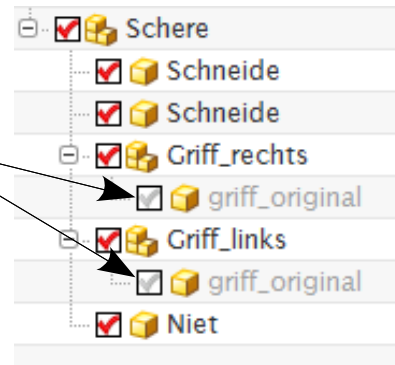 Schere
Schneide
Schneide
Griff_rechts
griff_original
Griff_links
griff_original
Niet